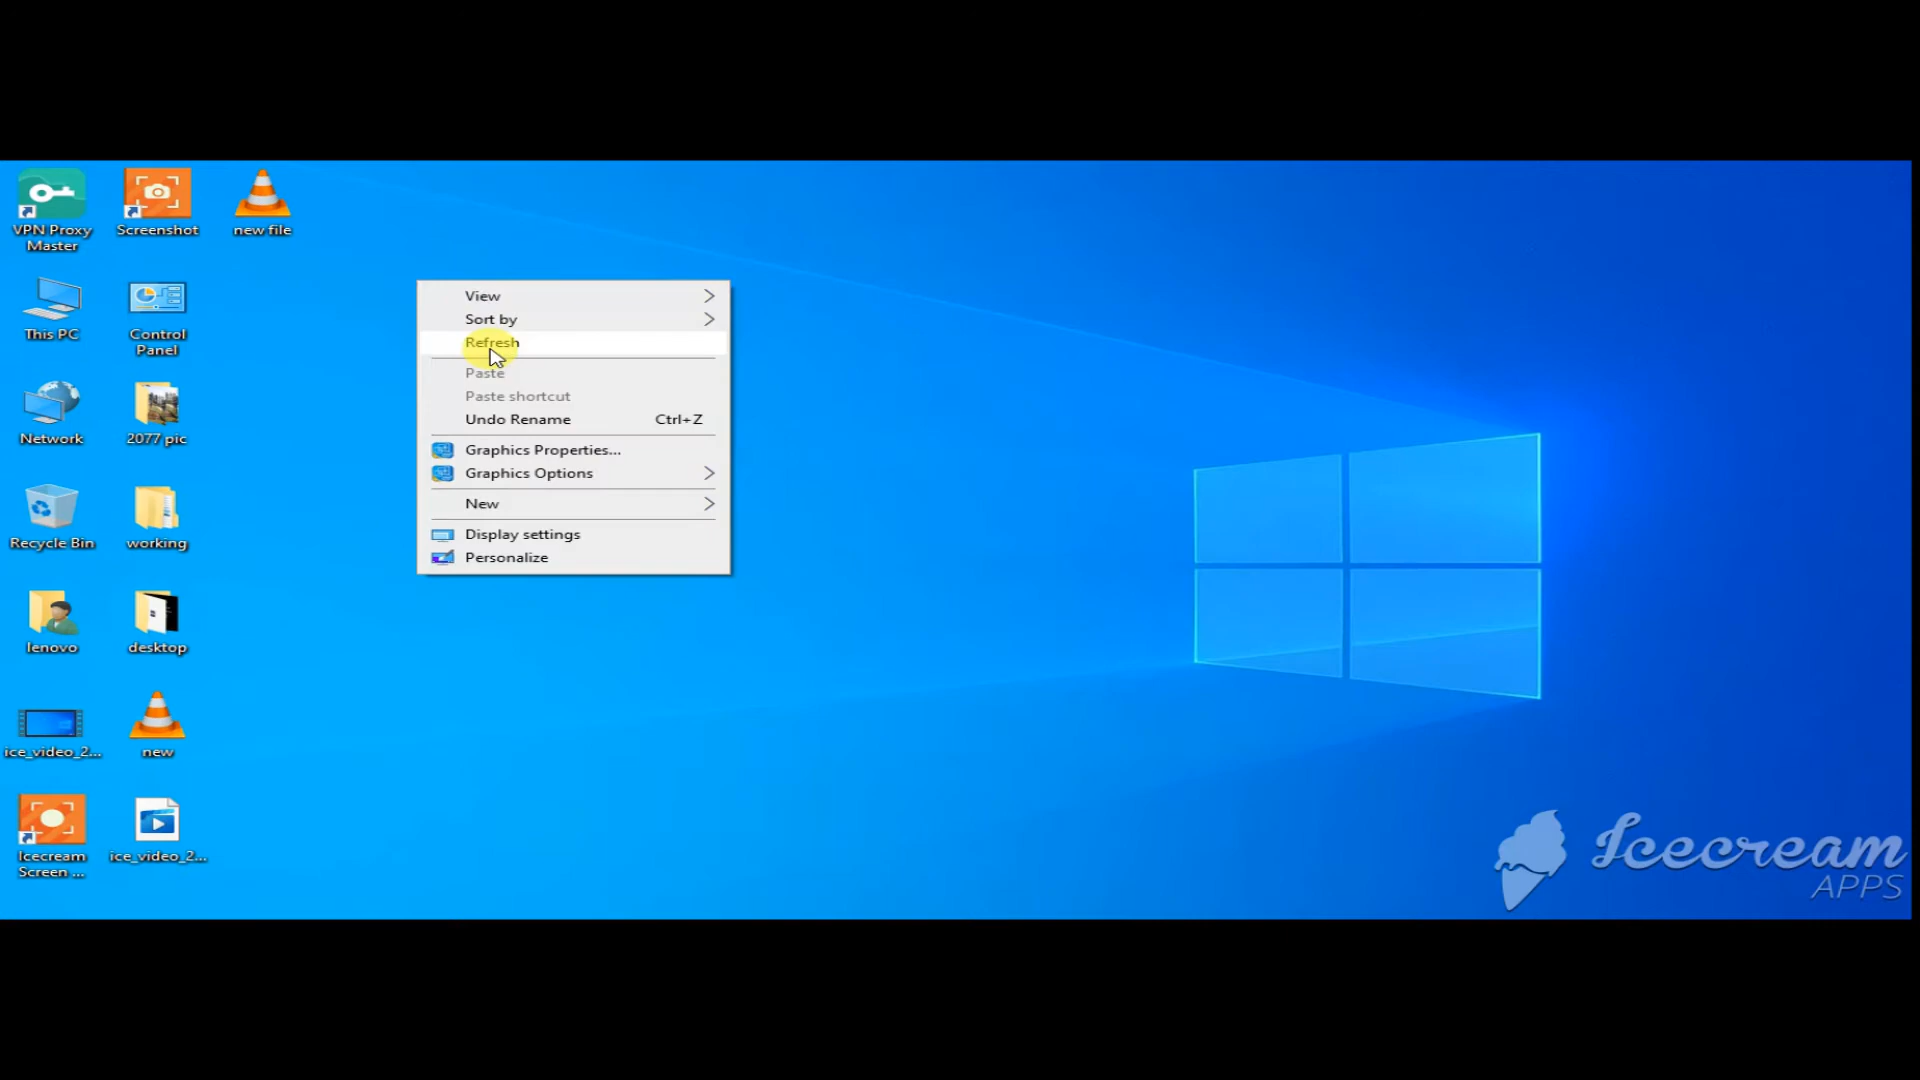 VPN Proxy
Master
Screenshot
new file
This PC
Control
Panel
Network
2077 pic
Recycle Bin
working
lenovo
desktop
ice_video_2...
new
Icecream
Screen ...
ice_video_2...
View
Sort by
Refresh
Paste
Paste shortcut
Undo Rename Ctrl+Z
Graphics Properties...
Graphics Options
New
Display settings
Personalize
Icecream
APPS